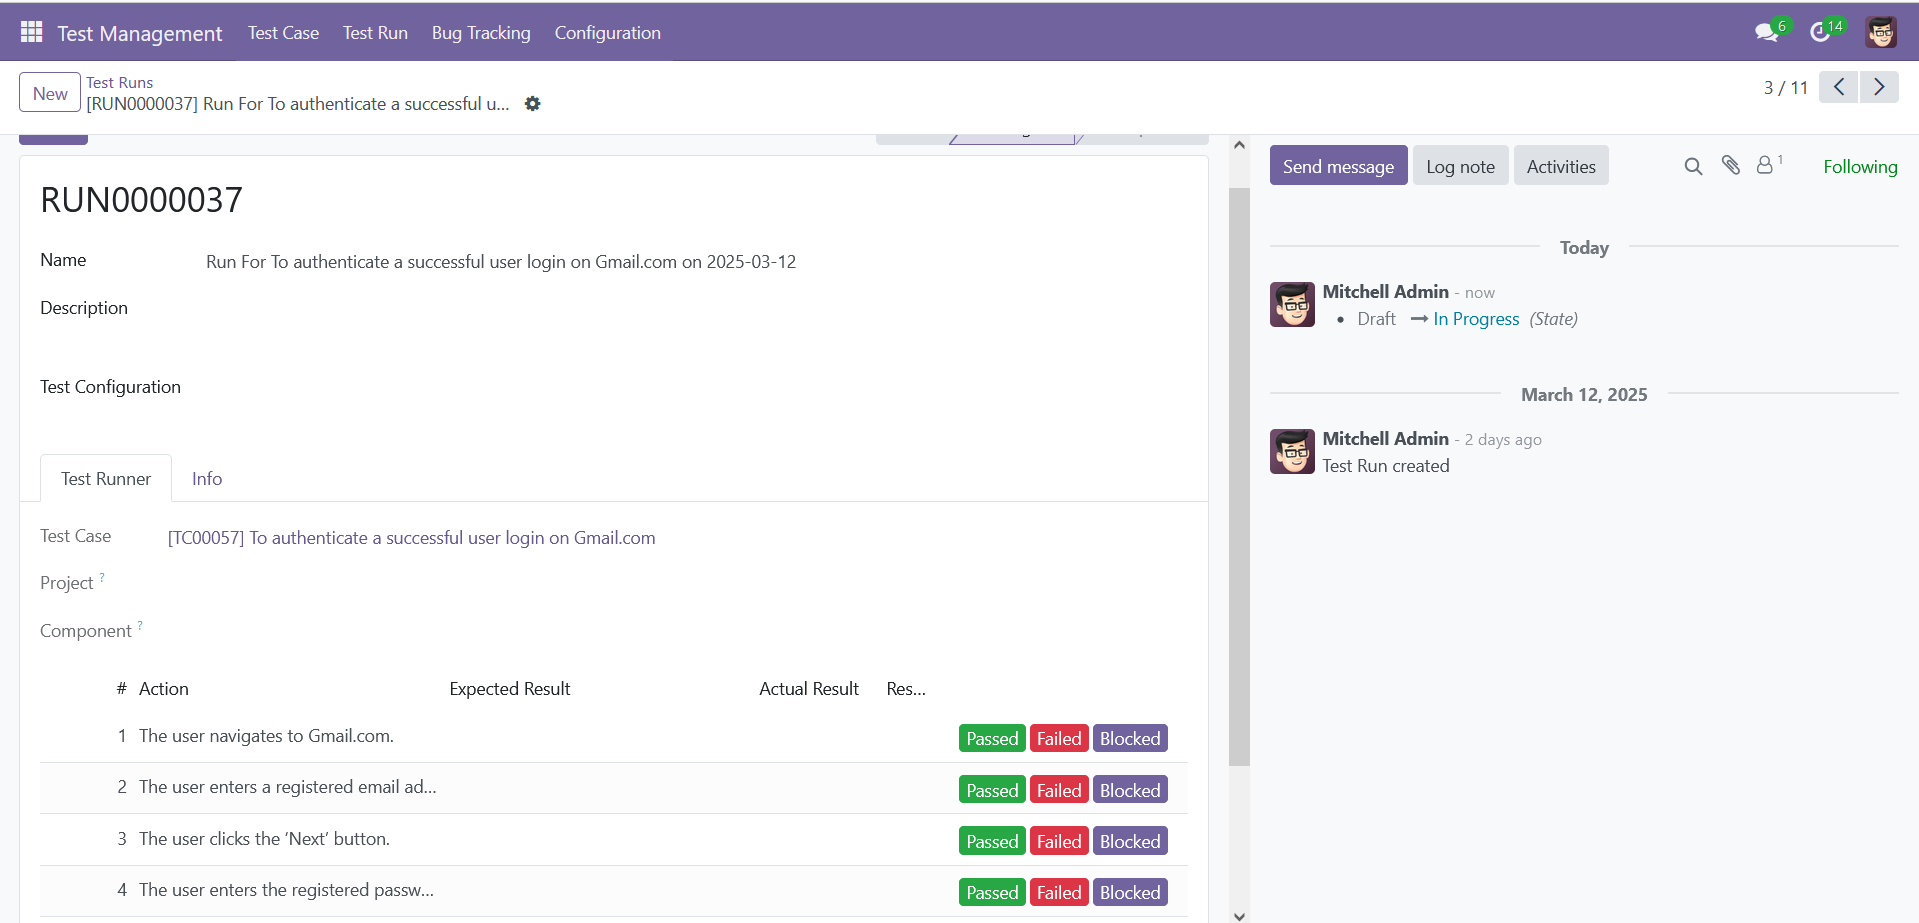 Test Management Test Case Test Run Bug Tracking Configuration 6 14
New Test Runs
[RUN0000037] Run For To authenticate a successful u...
3 / 11
RUN0000037
Name Run For To authenticate a successful user login on Gmail.com on 2025-03-12
Description
Test Configuration
Test Runner Info
Test Case [TC00057] To authenticate a successful user login on Gmail.com
Project ?
Component ?
# Action Expected Result Actual Result Res...
1 The user navigates to Gmail.com. Passed Failed Blocked
2 The user enters a registered email ad... Passed Failed Blocked
3 The user clicks the ‘Next’ button. Passed Failed Blocked
4 The user enters the registered passw... Passed Failed Blocked
Send message Log note Activities 1 Following
Today
Mitchell Admin - now
• Draft → In Progress (State)
March 12, 2025
Mitchell Admin - 2 days ago
Test Run created